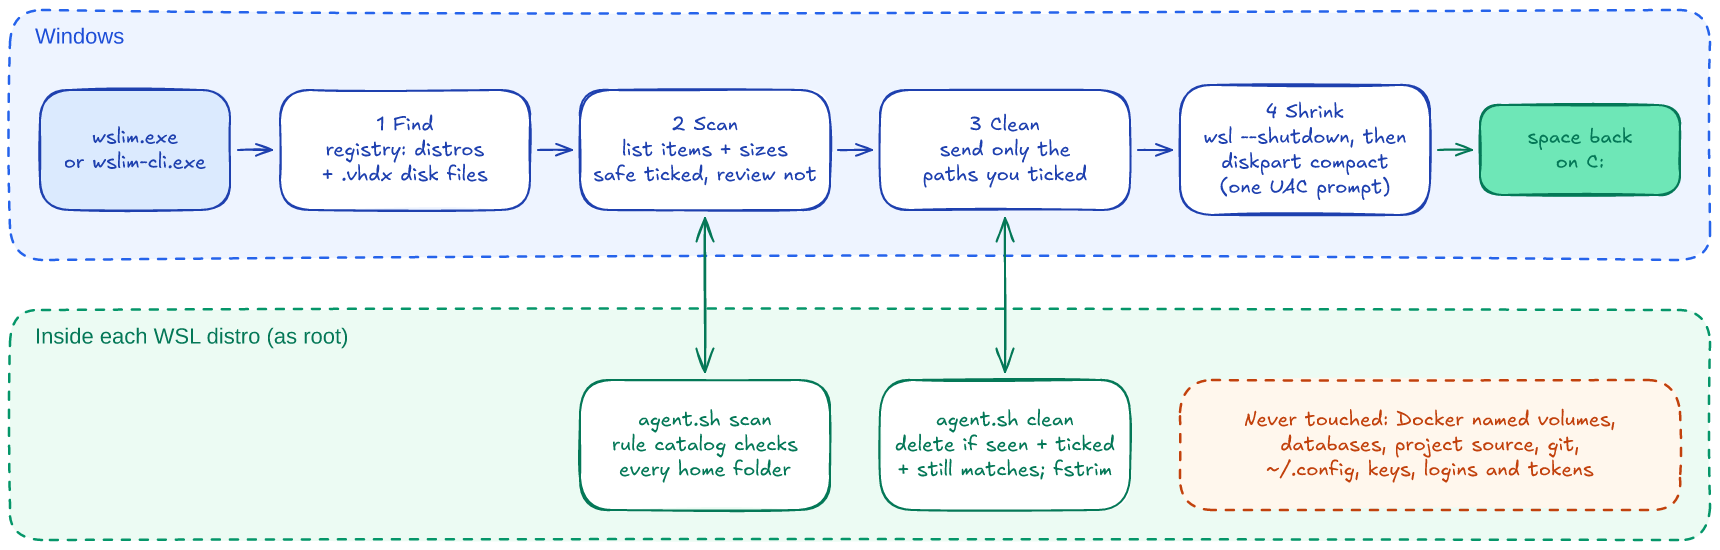 Windows
wslim.exe
or wslim-cli.exe
1 Find
registry: distros
+ .vhdx disk files
2 Scan
list items + sizes
safe ticked, review not
3 Clean
send only the
paths you ticked
4 Shrink
wsl --shutdown, then
diskpart compact
(one UAC prompt)
space back
on C:
Inside each WSL distro (as root)
agent.sh scan
rule catalog checks
every home folder
agent.sh clean
delete if seen + ticked
+ still matches; fstrim
Never touched: Docker named volumes,
databases, project source, git,
~/.config, keys, logins and tokens